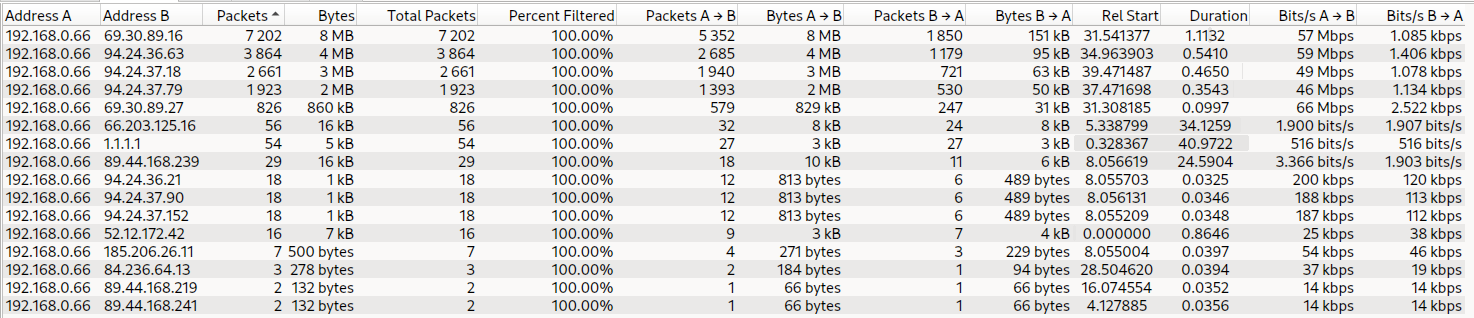 Address A Address B Packets Bytes Total Packets Percent Filtered Packets A → B Bytes A → B Packets B → A Bytes B → A Rel Start Duration Bits/s A → B Bits/s B → A
192.168.0.66 69.30.89.16 7 202 8 MB 7 202 100.00% 5 352 8 MB 1 850 151 kB 31.541377 1.1132 57 Mbps 1.085 kbps
192.168.0.66 94.24.36.63 3 864 4 MB 3 864 100.00% 2 685 4 MB 1 179 95 kB 34.963903 0.5410 59 Mbps 1.406 kbps
192.168.0.66 94.24.37.18 2 661 3 MB 2 661 100.00% 1 940 3 MB 721 63 kB 39.471487 0.4650 49 Mbps 1.078 kbps
192.168.0.66 94.24.37.79 1 923 2 MB 1 923 100.00% 1 393 2 MB 530 50 kB 37.471698 0.3543 46 Mbps 1.134 kbps
192.168.0.66 69.30.89.27 826 860 kB 826 100.00% 579 829 kB 247 31 kB 31.308185 0.0997 66 Mbps 2.522 kbps
192.168.0.66 66.203.125.16 56 16 kB 56 100.00% 32 8 kB 24 8 kB 5.338799 34.1259 1.900 bits/s 1.907 bits/s
192.168.0.66 1.1.1.1 54 5 kB 54 100.00% 27 3 kB 27 3 kB 0.328367 40.9722 516 bits/s 516 bits/s
192.168.0.66 89.44.168.239 29 16 kB 29 100.00% 18 10 kB 11 6 kB 8.056619 24.5904 3.366 bits/s 1.903 bits/s
192.168.0.66 94.24.36.21 18 1 kB 18 100.00% 12 813 bytes 6 489 bytes 8.055703 0.0325 200 kbps 120 kbps
192.168.0.66 94.24.37.90 18 1 kB 18 100.00% 12 813 bytes 6 489 bytes 8.056131 0.0346 188 kbps 113 kbps
192.168.0.66 94.24.37.152 18 1 kB 18 100.00% 12 813 bytes 6 489 bytes 8.055209 0.0348 187 kbps 112 kbps
192.168.0.66 52.12.172.42 16 7 kB 16 100.00% 9 3 kB 7 4 kB 0.000000 0.8646 25 kbps 38 kbps
192.168.0.66 185.206.26.11 7 500 bytes 7 100.00% 4 271 bytes 3 229 bytes 8.055004 0.0397 54 kbps 46 kbps
192.168.0.66 84.236.64.13 3 278 bytes 3 100.00% 2 184 bytes 1 94 bytes 28.504620 0.0394 37 kbps 19 kbps
192.168.0.66 89.44.168.219 2 132 bytes 2 100.00% 1 66 bytes 1 66 bytes 16.074554 0.0352 14 kbps 14 kbps
192.168.0.66 89.44.168.241 2 132 bytes 2 100.00% 1 66 bytes 1 66 bytes 4.127885 0.0356 14 kbps 14 kbps